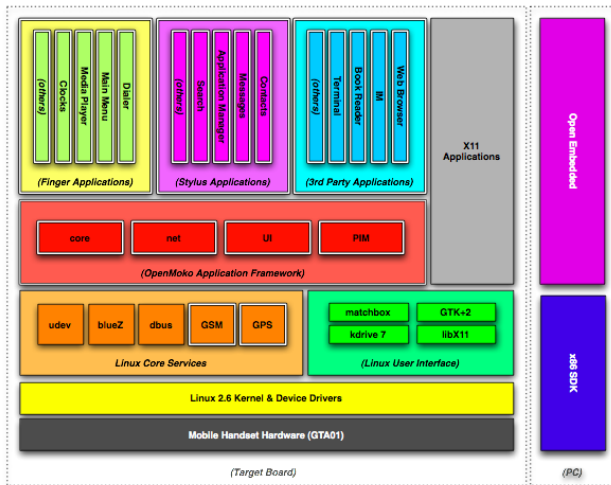 (others)
Clocks
Media Player
Main Menu
Dialer
(Finger Applications)
(others)
Search
Application Manager
Messages
Contacts
(Stylus Applications)
(others)
Terminal
Book Reader
IM
Web Browser
(3rd Party Applications)
X11
Applications
Open Embedded
core
net
UI
PIM
(OpenMoko Application Framework)
udev
blueZ
dbus
GSM
GPS
Linux Core Services
matchbox
GTK+2
kdrive 7
libX11
(Linux User Interface)
x86 SDK
Linux 2.6 Kernel & Device Drivers
Mobile Handset Hardware (GTA01)
(Target Board)
(PC)